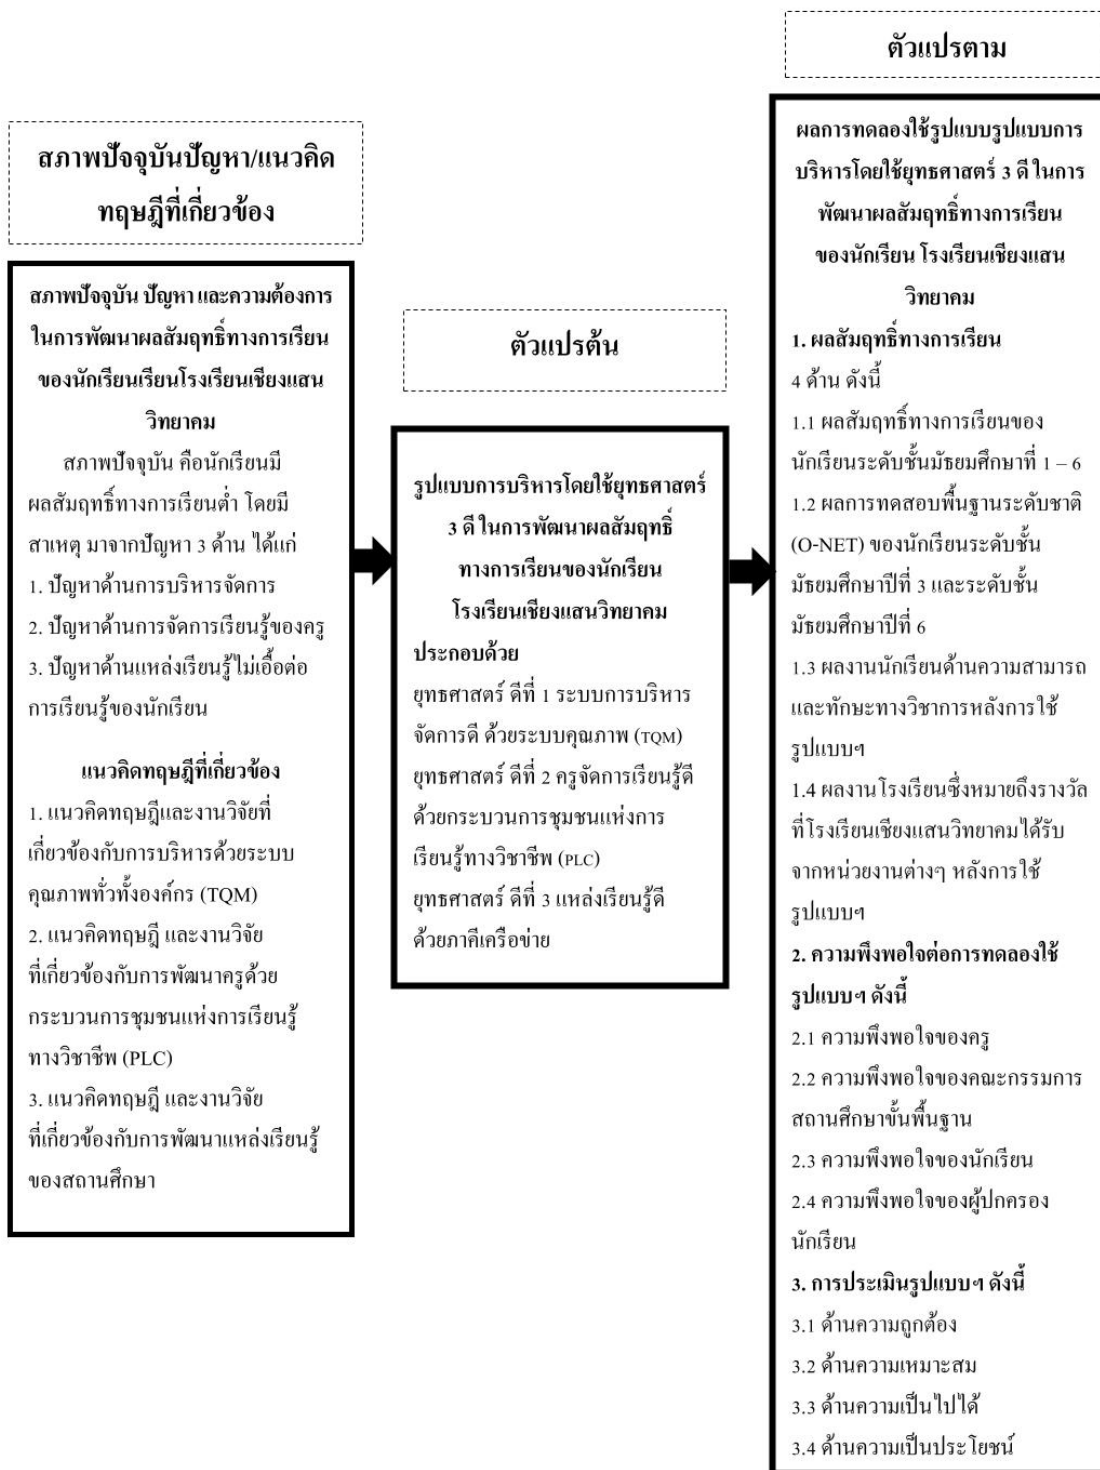 สภาพปัจจุบันปัญหา/แนวคิด
ทฤษฎีที่เกี่ยวข้อง
สภาพปัจจุบัน ปัญหา และความต้องการ
ในการพัฒนาผลสัมฤทธิ์ทางการเรียน
ของนักเรียนเรียนโรงเรียนเชียงแสน
วิทยาคม
สภาพปัจจุบัน คือนักเรียนมี
ผลสัมฤทธิ์ทางการเรียนต่ำ โดยมี
สาเหตุ มาจากปัญหา 3 ด้าน ได้แก่
1. ปัญหาด้านการบริหารจัดการ
2. ปัญหาด้านการจัดการเรียนรู้ของครู
3. ปัญหาด้านแหล่งเรียนรู้ไม่เอื้อต่อ
การเรียนรู้ของนักเรียน
แนวคิดทฤษฎีที่เกี่ยวข้อง
1. แนวคิดทฤษฎีและงานวิจัยที่
เกี่ยวข้องกับการบริหารด้วยระบบ
คุณภาพทั่วทั้งองค์กร (TQM)
2. แนวคิดทฤษฎี และงานวิจัย
ที่เกี่ยวข้องกับการพัฒนาครูด้วย
กระบวนการชุมชนแห่งการเรียนรู้
ทางวิชาชีพ (PLC)
3. แนวคิดทฤษฎี และงานวิจัย
ที่เกี่ยวข้องกับการพัฒนาแหล่งเรียนรู้
ของสถานศึกษา
ตัวแปรต้น
รูปแบบการบริหารโดยใช้ยุทธศาสตร์
3 ดี ในการพัฒนาผลสัมฤทธิ์
ทางการเรียนของนักเรียน
โรงเรียนเชียงแสนวิทยาคม
ประกอบด้วย
ยุทธศาสตร์ ดีที่ 1 ระบบการบริหาร
จัดการดี ด้วยระบบคุณภาพ (TQM)
ยุทธศาสตร์ ดีที่ 2 ครูจัดการเรียนรู้ดี
ด้วยกระบวนการชุมชนแห่งการ
เรียนรู้ทางวิชาชีพ (PLC)
ยุทธศาสตร์ ดีที่ 3 แหล่งเรียนรู้ดี
ด้วยภาคีเครือข่าย
ตัวแปรตาม
ผลการทดลองใช้รูปแบบรูปแบบการ
บริหารโดยใช้ยุทธศาสตร์ 3 ดี ในการ
พัฒนาผลสัมฤทธิ์ทางการเรียน
ของนักเรียน โรงเรียนเชียงแสน
วิทยาคม
1. ผลสัมฤทธิ์ทางการเรียน
4 ด้าน ดังนี้
1.1 ผลสัมฤทธิ์ทางการเรียนของ
นักเรียนระดับชั้นมัธยมศึกษาที่ 1 – 6
1.2 ผลการทดสอบพื้นฐานระดับชาติ
(O-NET) ของนักเรียนระดับชั้น
มัธยมศึกษาปีที่ 3 และระดับชั้น
มัธยมศึกษาปีที่ 6
1.3 ผลงานนักเรียนด้านความสามารถ
และทักษะทางวิชาการหลังการใช้
รูปแบบฯ
1.4 ผลงานโรงเรียนซึ่งหมายถึงรางวัล
ที่โรงเรียนเชียงแสนวิทยาคมได้รับ
จากหน่วยงานต่างๆ หลังการใช้
รูปแบบฯ
2. ความพึงพอใจต่อการทดลองใช้
รูปแบบฯ ดังนี้
2.1 ความพึงพอใจของครู
2.2 ความพึงพอใจของคณะกรรมการ
สถานศึกษาขั้นพื้นฐาน
2.3 ความพึงพอใจของนักเรียน
2.4 ความพึงพอใจของผู้ปกครอง
นักเรียน
3. การประเมินรูปแบบฯ ดังนี้
3.1 ด้านความถูกต้อง
3.2 ด้านความเหมาะสม
3.3 ด้านความเป็นไปได้
3.4 ด้านความเป็นประโยชน์